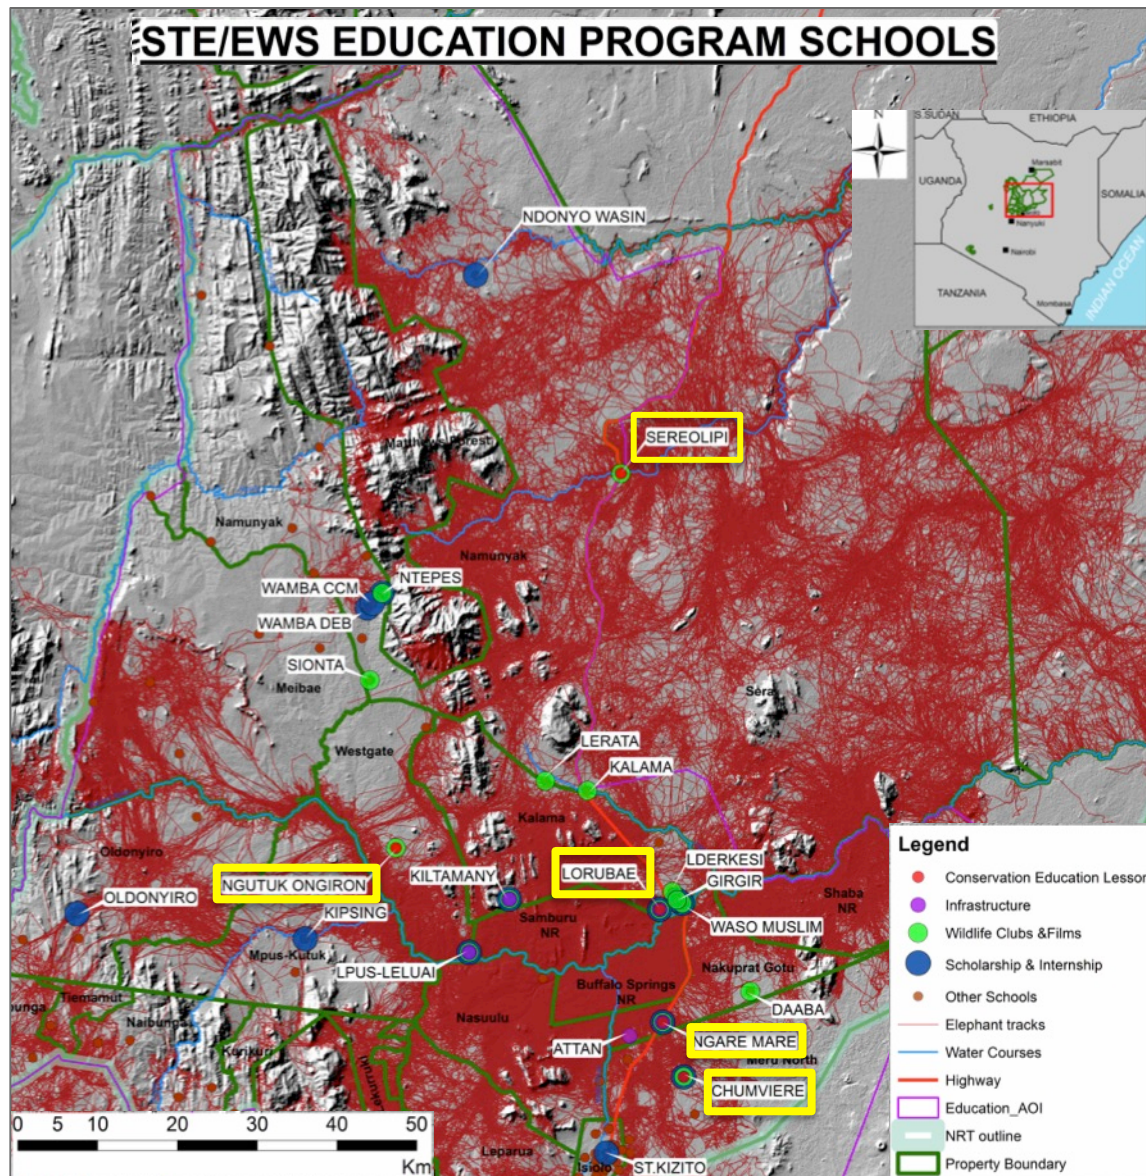 STE/EWS EDUCATION PROGRAM SCHOOLS
N
S.SUDAN
ETHIOPIA
Marsabit
UGANDA
SOMALIA
Nanyuki
Nairobi
TANZANIA
Mombasa
INDIAN OCEAN
NDONYO WASIN
SEREOLIPI
Matthews Forest
Namunyak
Namunyak
WAMBA CCM
NTEPES
WAMBA DEB
SIONTA
Meibae
Sera
Westgate
LERATA
KALAMA
Kalama
Oldonyiro
NGUTUK ONGIRON
KILTAMANY
LORUBAE
LDERKESI
GIRGIR
OLDONYIRO
KIPSING
Samburu
NR
WASO MUSLIM
Shaba
NR
Mpus-Kutuk
LPUS-LELUAI
Nakuprat Gotu
Buffalo Springs
NR
DAABA
Tiemamut
Naibunga
Nasuulu
ATTAN
NGARE MARE
Meru North
CHUMVIERE
Leparua
Isiolo
ST.KIZITO
0 10 20 30 40 50
Km
Legend
Conservation Education Lesson
Infrastructure
Wildlife Clubs &Films
Scholarship & Internship
Other Schools
Elephant tracks
Water Courses
Highway
Education_AOI
NRT outline
Property Boundary